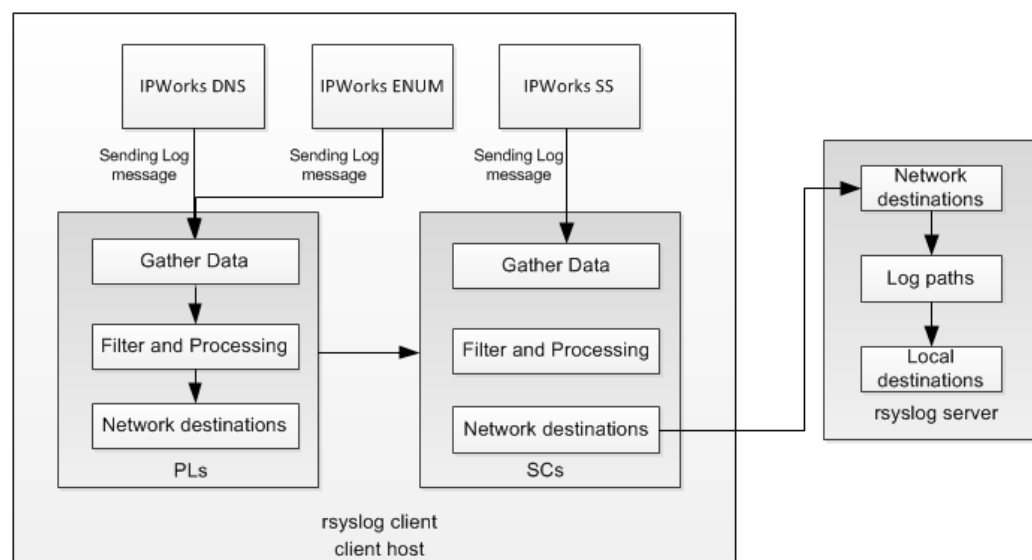 IPWorks DNS
IPWorks ENUM
IPWorks SS
Sending Log
message
Sending Log
message
Sending Log
message
Gather Data
Filter and Processing
Network destinations
PLs
Gather Data
Filter and Processing
Network destinations
SCs
rsyslog client
client host
Network
destinations
Log paths
Local
destinations
rsyslog server